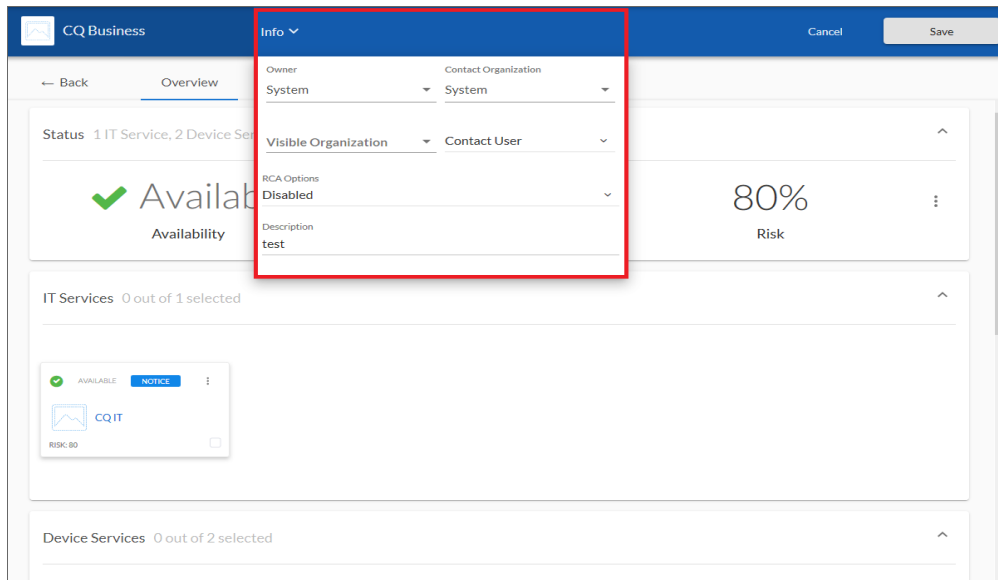 CQ Business
Info
Cancel
Save
← Back
Overview
Owner
System
Contact Organization
System
Visible Organization
Contact User
RCA Options
Disabled
Description
test
Status 1 IT Service, 2 Device
Availability
80%
Risk
IT Services 0 out of 1 selected
AVAILABLE
NOTICE
CQ IT
RISK: 80
Device Services 0 out of 2 selected